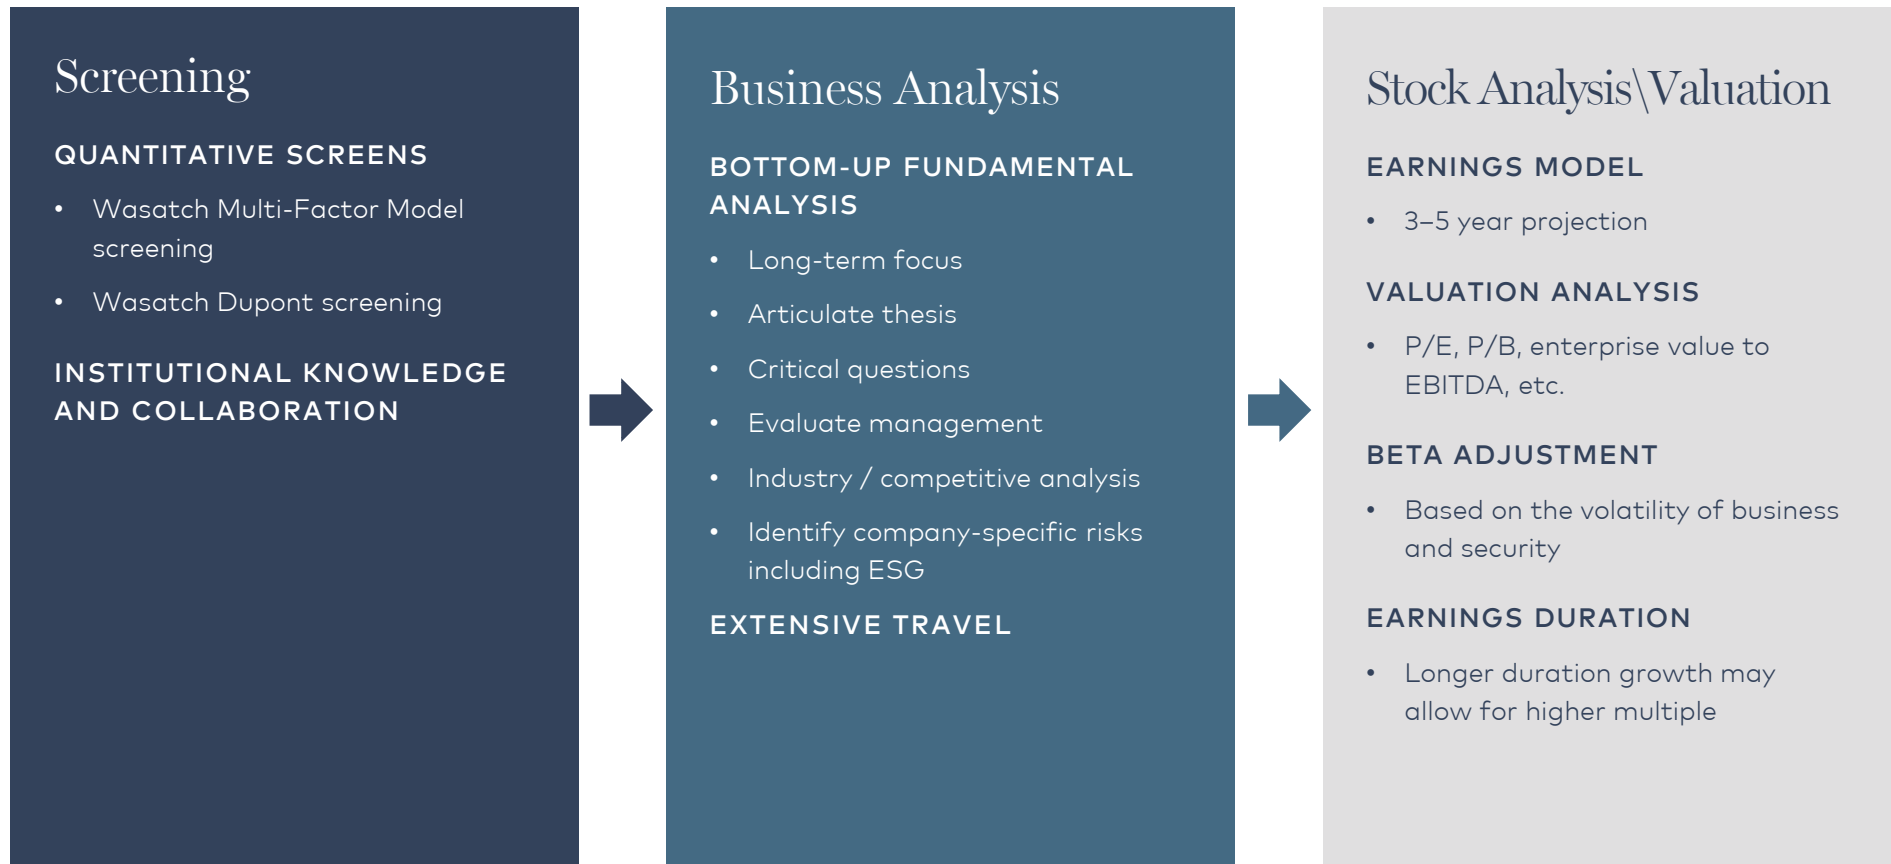 Screening
QUANTITATIVE SCREENS
• Wasatch Multi-Factor Model
screening
• Wasatch Dupont screening
INSTITUTIONAL KNOWLEDGE
AND COLLABORATION
Business Analysis
BOTTOM-UP FUNDAMENTAL
ANALYSIS
• Long-term focus
• Articulate thesis
• Critical questions
• Evaluate management
• Industry / competitive analysis
• Identify company-specific risks
including ESG
EXTENSIVE TRAVEL
Stock Analysis\Valuation
EARNINGS MODEL
• 3–5 year projection
VALUATION ANALYSIS
• P/E, P/B, enterprise value to
EBITDA, etc.
BETA ADJUSTMENT
• Based on the volatility of business
and security
EARNINGS DURATION
• Longer duration growth may
allow for higher multiple